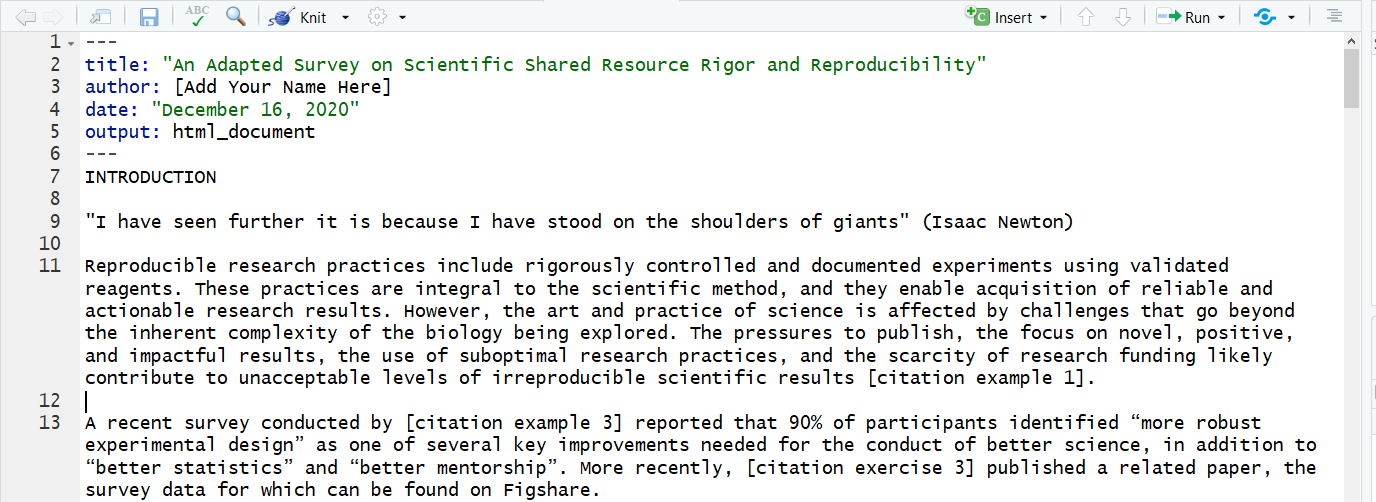 ABC
Knit
Insert
Run
1 ---
2 title: "An Adapted Survey on Scientific Shared Resource Rigor and Reproducibility"
3 author: [Add Your Name Here]
4 date: "December 16, 2020"
5 output: html_document
6 ---
7 INTRODUCTION
8
9 "I have seen further it is because I have stood on the shoulders of giants" (Isaac Newton)
10
11 Reproducible research practices include rigorously controlled and documented experiments using validated
reagents. These practices are integral to the scientific method, and they enable acquisition of reliable and
actionable research results. However, the art and practice of science is affected by challenges that go beyond
the inherent complexity of the biology being explored. The pressures to publish, the focus on novel, positive,
and impactful results, the use of suboptimal research practices, and the scarcity of research funding likely
contribute to unacceptable levels of irreproducible scientific results [citation example 1].
12
13 A recent survey conducted by [citation example 3] reported that 90% of participants identified “more robust
experimental design” as one of several key improvements needed for the conduct of better science, in addition to
“better statistics” and “better mentorship”. More recently, [citation exercise 3] published a related paper, the
survey data for which can be found on Figshare.